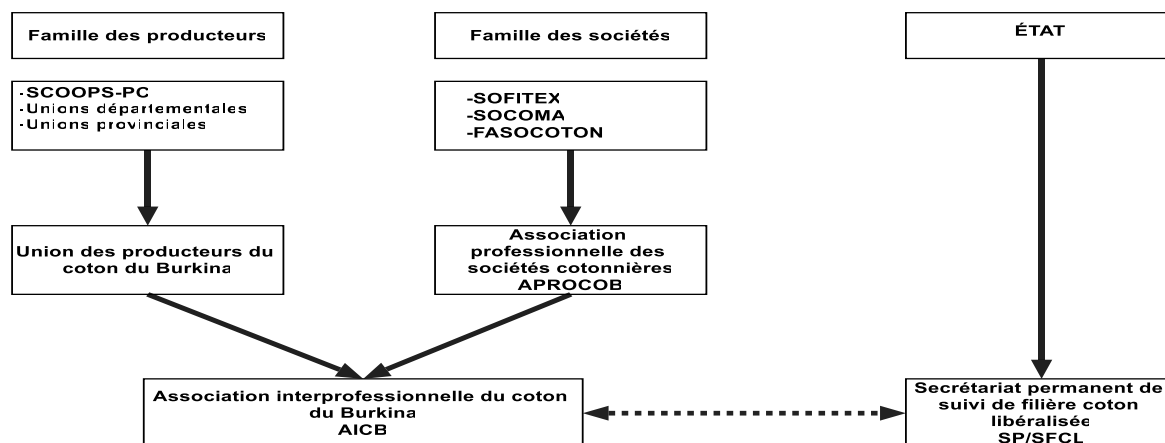 Famille des producteurs
Famille des sociétés
ÉTAT
-SCOOPS-PC
-Unions départementales
-Unions provinciales
-SOFITEX
-SOCOMA
-FASOCOTON
Union des producteurs du
coton du Burkina
Association
professionnelle des
sociétés cotonnières
APROCOB
Association interprofessionnelle du coton
du Burkina
AICB
Secrétariat permanent de
suivi de filière coton
libéralisée
SP/SFCL